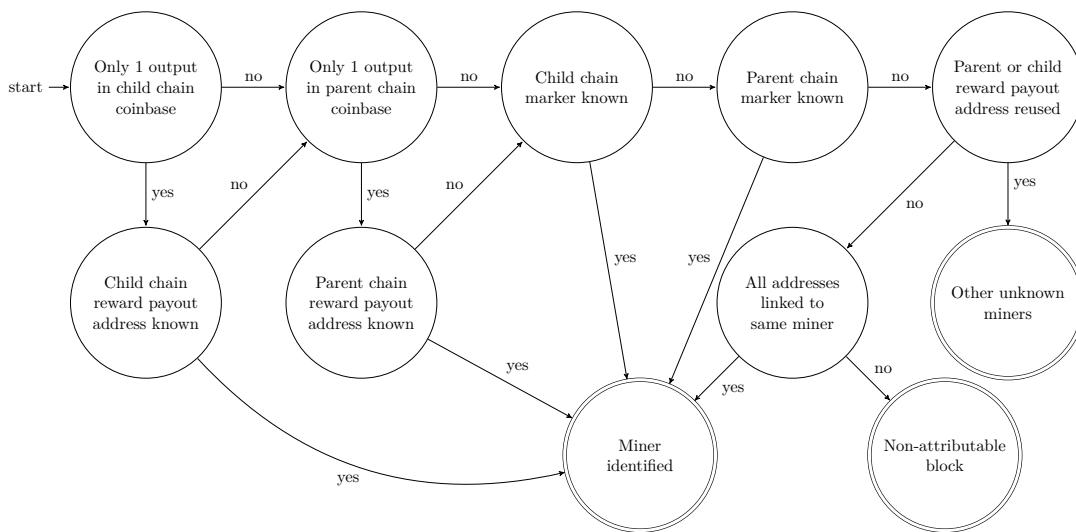 start
Only 1 output
in child chain
coinbase
no
Only 1 output
in parent chain
coinbase
no
Child chain
marker known
no
Parent chain
marker known
no
Parent or child
reward payout
address reused
yes
no
yes
no
yes
yes
no
yes
Child chain
reward payout
address known
Parent chain
reward payout
address known
All addresses
linked to
same miner
Other unknown
miners
yes
yes
no
yes
Miner
identified
Non-attributable
block